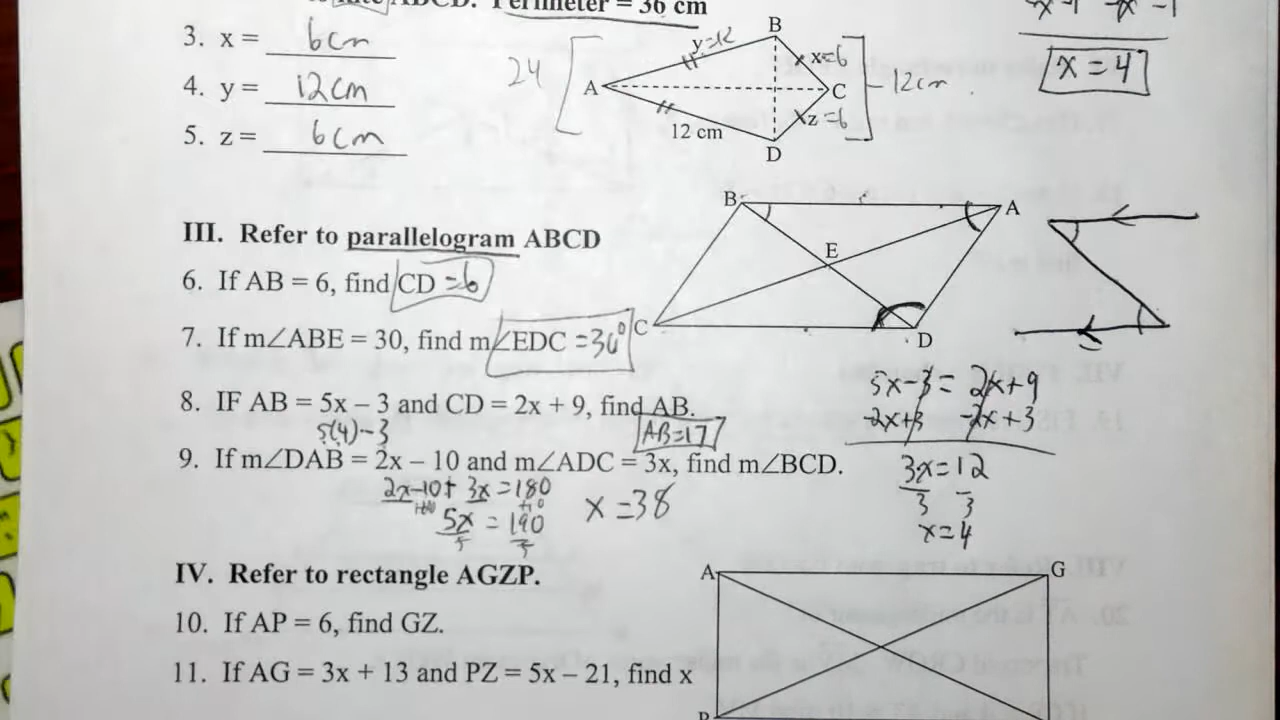 ABCD. Perimeter = 36 cm
3. x = 6cm
4. y = 12cm
5. z = 6cm
24
y=12
B
x=6
A
C
12cm
12 cm
z=6
D
-x-1 -x -1
x=4
III. Refer to parallelogram ABCD
6. If AB = 6, find CD =6
7. If m∠ABE = 30, find m∠EDC =30°
8. IF AB = 5x – 3 and CD = 2x + 9, find AB.
5(4)-3
AB=17
9. If m∠DAB = 2x – 10 and m∠ADC = 3x, find m∠BCD.
2x-10+3x=180
+10 +10
5x = 190
5 5
x=38
B
A
E
C
D
5x-3=2x+9
-2x+3 -2x+3
3x=12
3 3
x=4
IV. Refer to rectangle AGZP.
10. If AP = 6, find GZ.
11. If AG = 3x + 13 and PZ = 5x – 21, find x
A
G
P